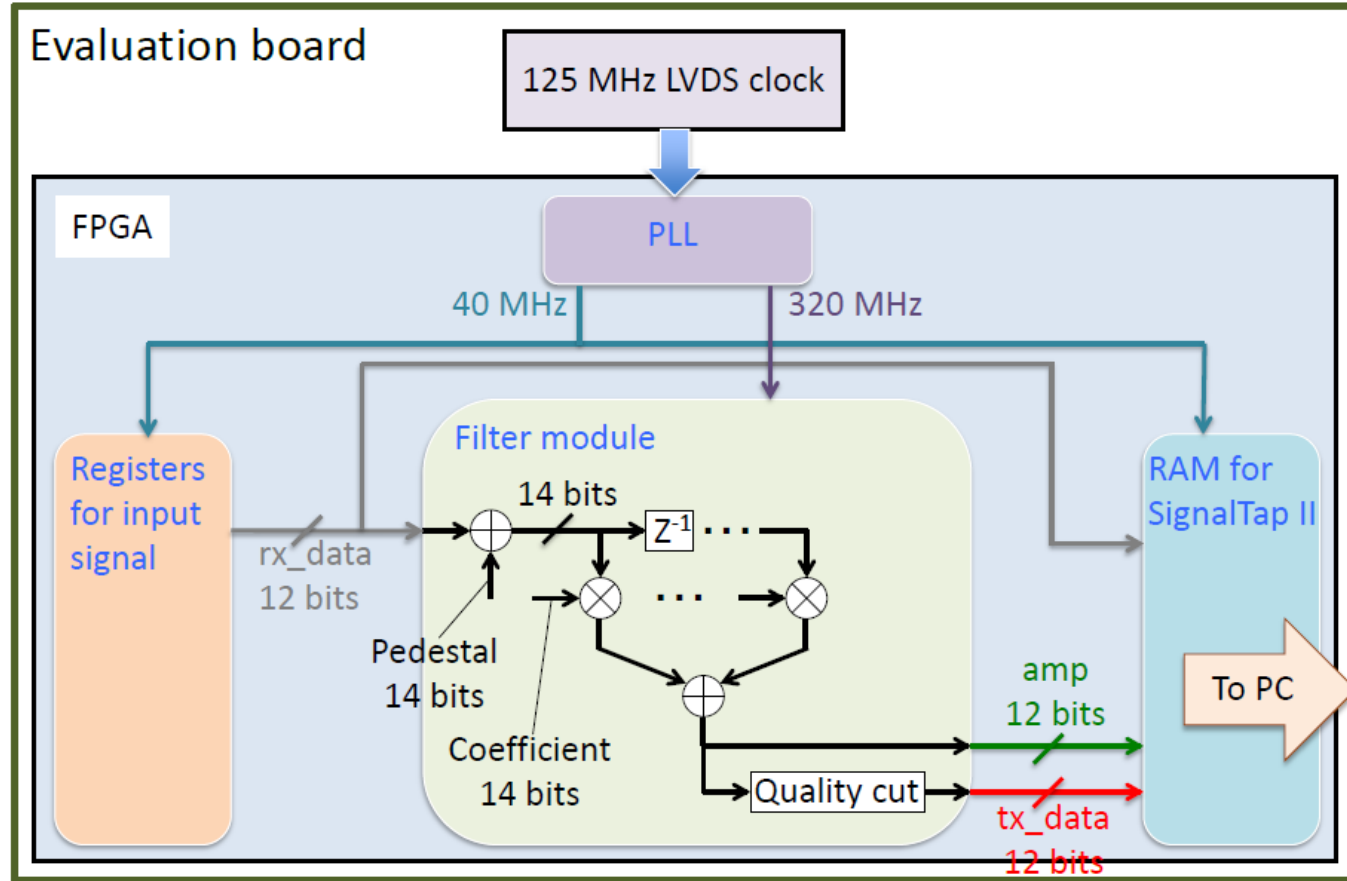 Evaluation board
125 MHz LVDS clock
FPGA
PLL
40 MHz
320 MHz
Registers
for input
signal
rx_data
12 bits
Filter module
14 bits
Z-1
Pedestal
14 bits
Coefficient
14 bits
Quality cut
amp
12 bits
tx_data
12 bits
RAM for
SignalTap II
To PC